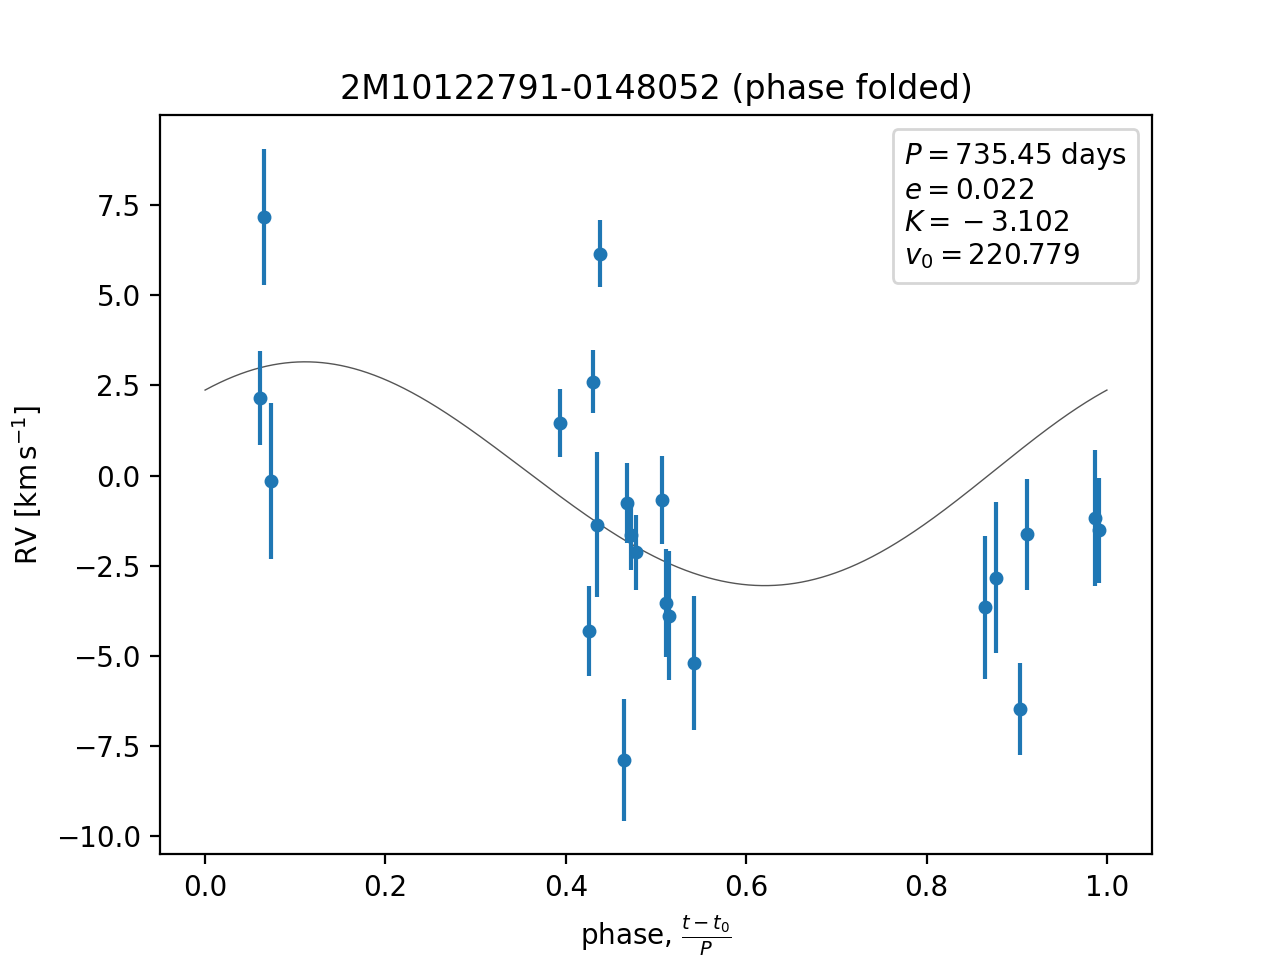 2M10122791-0148052 (phase folded)
P = 735.45 days
e = 0.022
K = −3.102
v₀ = 220.779
7.5
5.0
2.5
0.0
−2.5
−5.0
−7.5
−10.0
RV [km s⁻¹]
0.0 0.2 0.4 0.6 0.8 1.0
phase, (t − t₀)/P